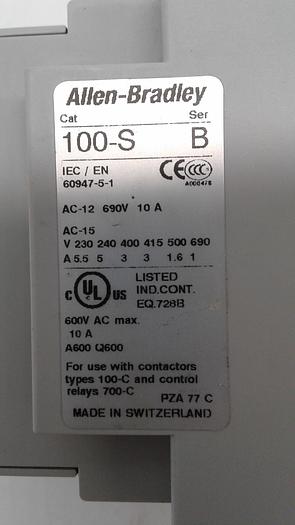 Allen-Bradley
Cat Ser
100-S B
IEC / EN
60947-5-1
CE CCC
A000478
AC-12 690V 10 A
AC-15
V 230 240 400 415 500 690
A 5.5 5 3 3 1.6 1
C UL US LISTED
IND.CONT.
EQ.728B
600V AC max.
10 A
A600 Q600
For use with contactors
types 100-C and control
relays 700-C
PZA 77 C
MADE IN SWITZERLAND